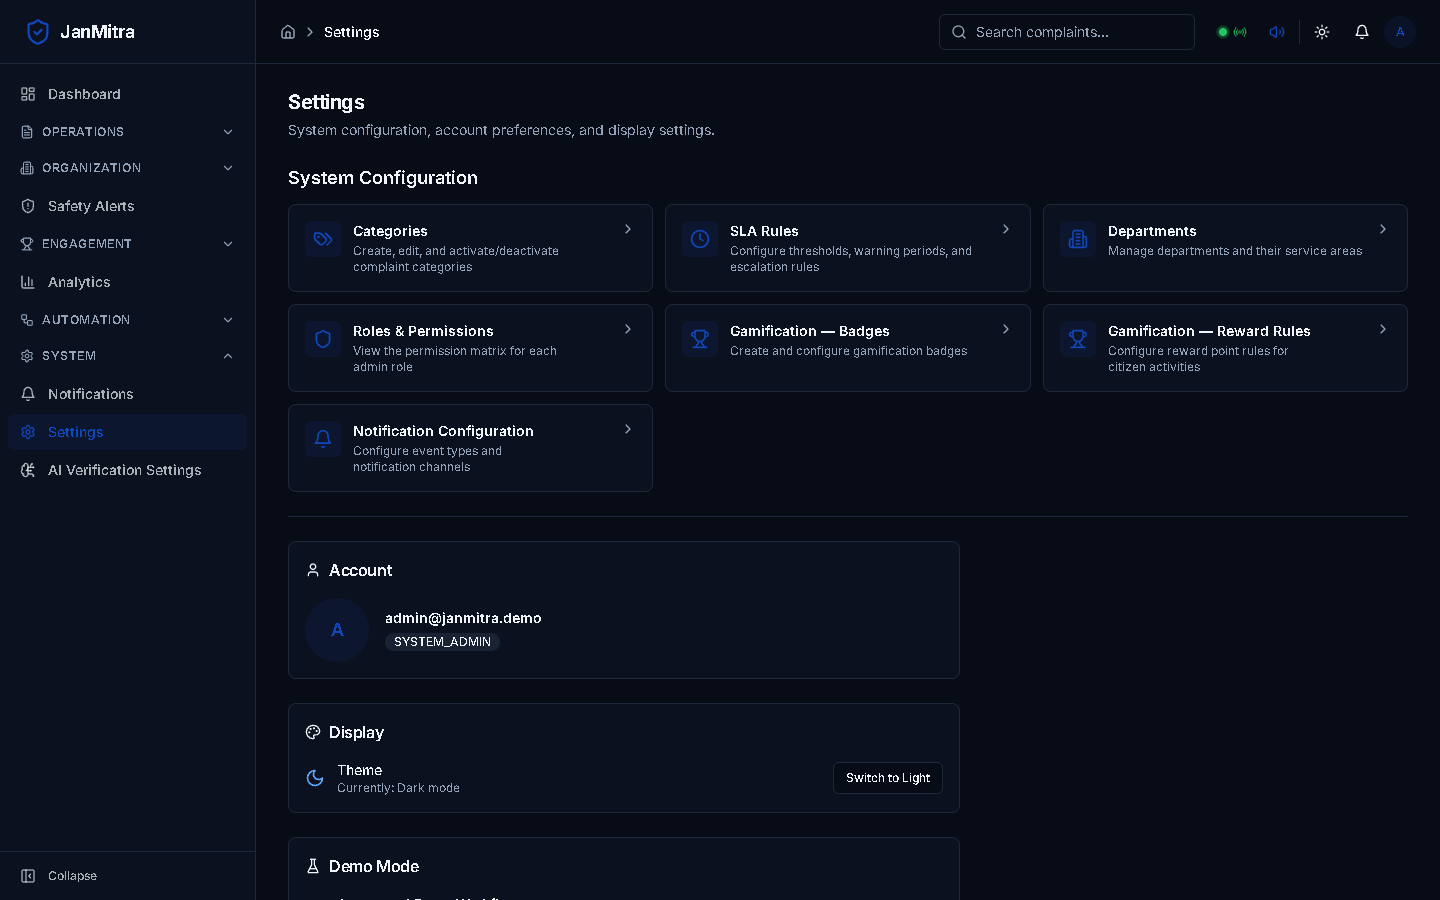 JanMitra
Dashboard
OPERATIONS
ORGANIZATION
Safety Alerts
ENGAGEMENT
Analytics
AUTOMATION
SYSTEM
Notifications
Settings
AI Verification Settings
Collapse
Settings
Search complaints...
A
Settings
System configuration, account preferences, and display settings.
System Configuration
Categories
Create, edit, and activate/deactivate
complaint categories
SLA Rules
Configure thresholds, warning periods, and
escalation rules
Departments
Manage departments and their service areas
Roles & Permissions
View the permission matrix for each
admin role
Gamification — Badges
Create and configure gamification badges
Gamification — Reward Rules
Configure reward point rules for
citizen activities
Notification Configuration
Configure event types and
notification channels
Account
A
admin@janmitra.demo
SYSTEM_ADMIN
Display
Theme
Currently: Dark mode
Switch to Light
Demo Mode